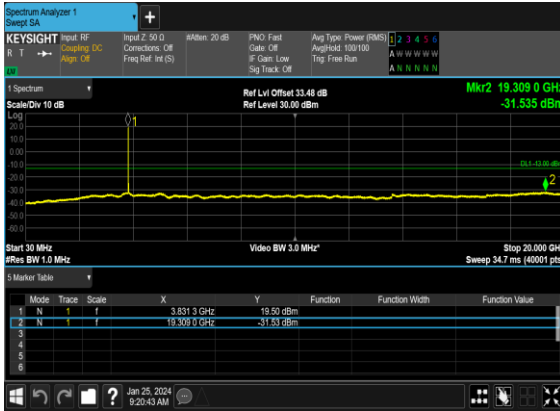 Spectrum Analyzer 1
Swept SA
+
KEYSIGHT Input: RF Input Z: 50 Ω #Atten: 20 dB PNO: Fast Avg Type: Power (RMS) 1 2 3 4 5 6
R T Coupling: DC Corrections: Off Gate: Off Avg|Hold: 100/100 A W W W W W
Align: Off Freq Ref: Int (S) IF Gain: Low Trig: Free Run
Sig Track: Off A N N N N N
1 Spectrum Ref Lvl Offset 33.48 dB Mkr2 19.309 0 GHz
Scale/Div 10 dB Ref Level 30.00 dBm -31.535 dBm
Log
20.0
10.0
0.00
-10.0
-20.0
-30.0
-40.0
-50.0
-60.0
1
DL1 -13.00 dBm
2
Start 30 MHz Video BW 3.0 MHz* Stop 20.000 GH
#Res BW 1.0 MHz Sweep 34.7 ms (40001 pts
5 Marker Table
Mode Trace Scale X Y Function Function Width Function Value
1 N 1 f 3.831 3 GHz 19.50 dBm
2 N 1 f 19.309 0 GHz -31.53 dBm
3
4
5
6
? Jan 25, 2024
9:20:43 AM